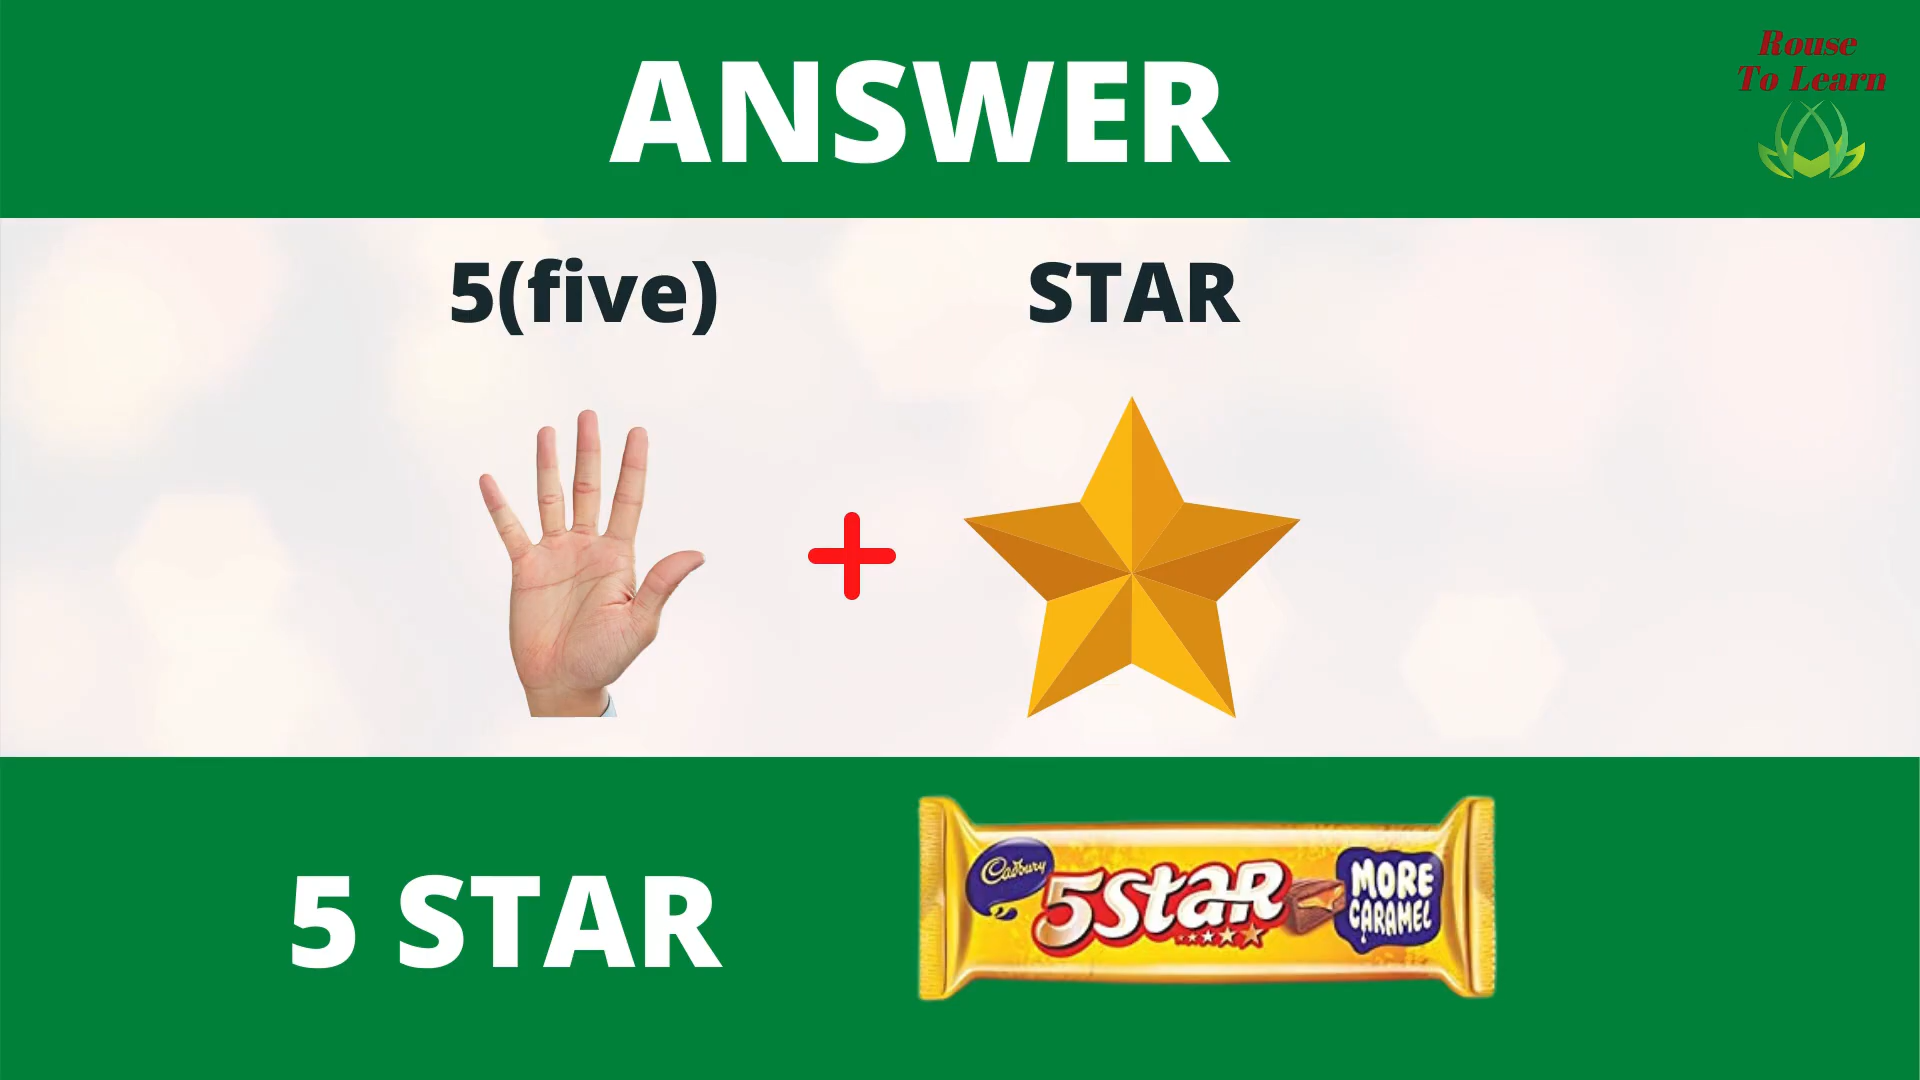 ANSWER
Rouse
To Learn
5(five)
STAR
5 STAR
Cadbury
5Star
MORE
CARAMEL